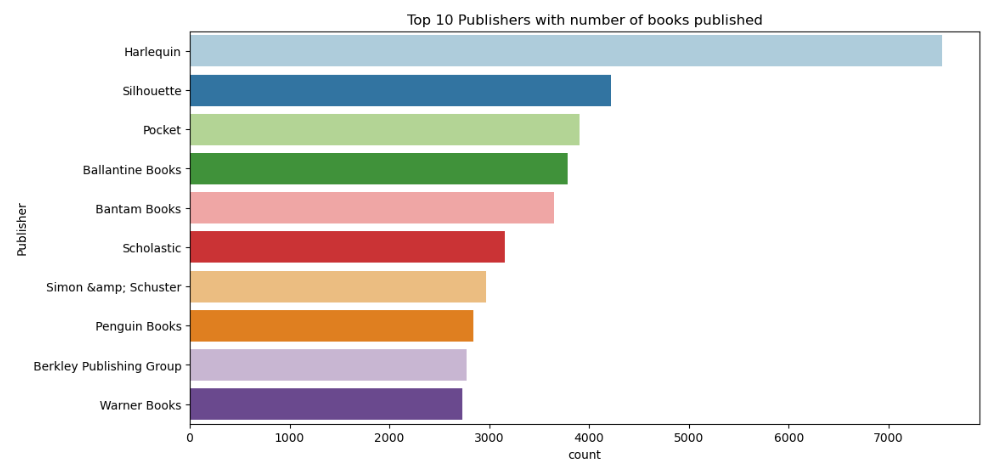 Top 10 Publishers with number of books published
Publisher
Harlequin
Silhouette
Pocket
Ballantine Books
Bantam Books
Scholastic
Simon &amp; Schuster
Penguin Books
Berkley Publishing Group
Warner Books
0 1000 2000 3000 4000 5000 6000 7000
count